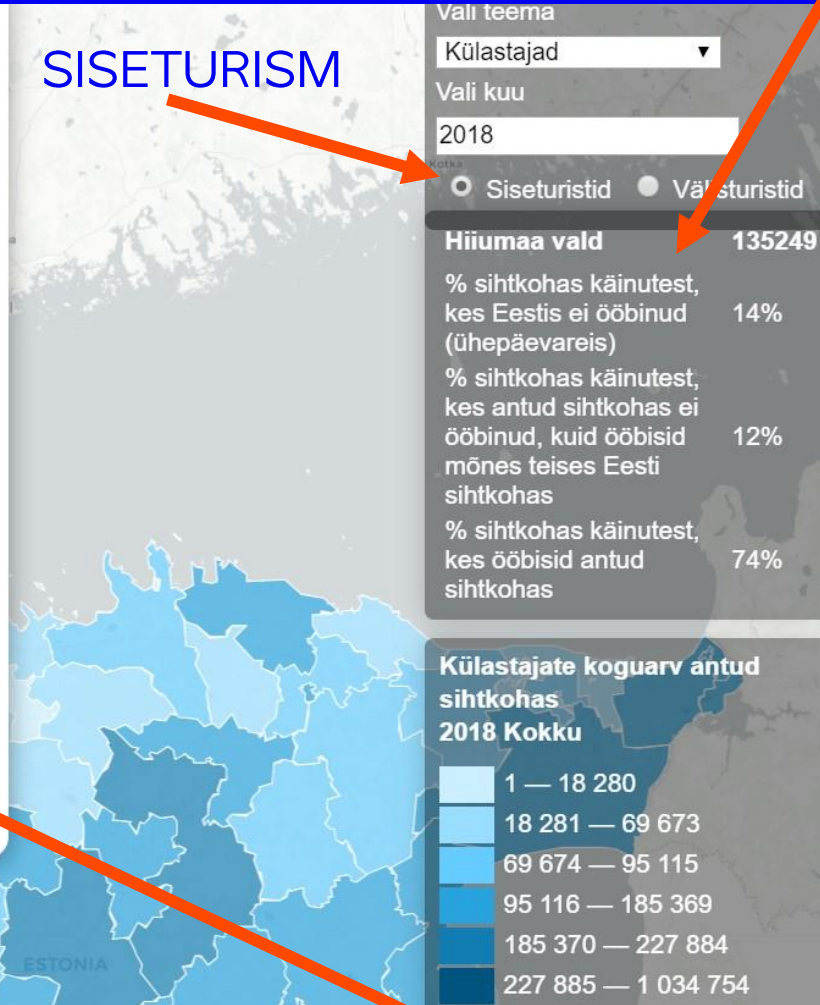 Vali teema
SISETURISM
Külastajad
Vali kuu
2018
Kotka
Siseturistid
Välisturistid
Hiiumaa vald 135249
% sihtkohas käinutest,
kes Eestis ei ööbinud 14%
(ühepäevareis)
% sihtkohas käinutest,
kes antud sihtkohas ei
ööbinud, kuid ööbisid 12%
mõnes teises Eesti
sihtkohas
% sihtkohas käinutest,
kes ööbisid antud 74%
sihtkohas
Külastajate koguarv antud
sihtkohas
2018 Kokku
1 — 18 280
18 281 — 69 673
69 674 — 95 115
95 116 — 185 369
185 370 — 227 884
227 885 — 1 034 754
ESTONIA